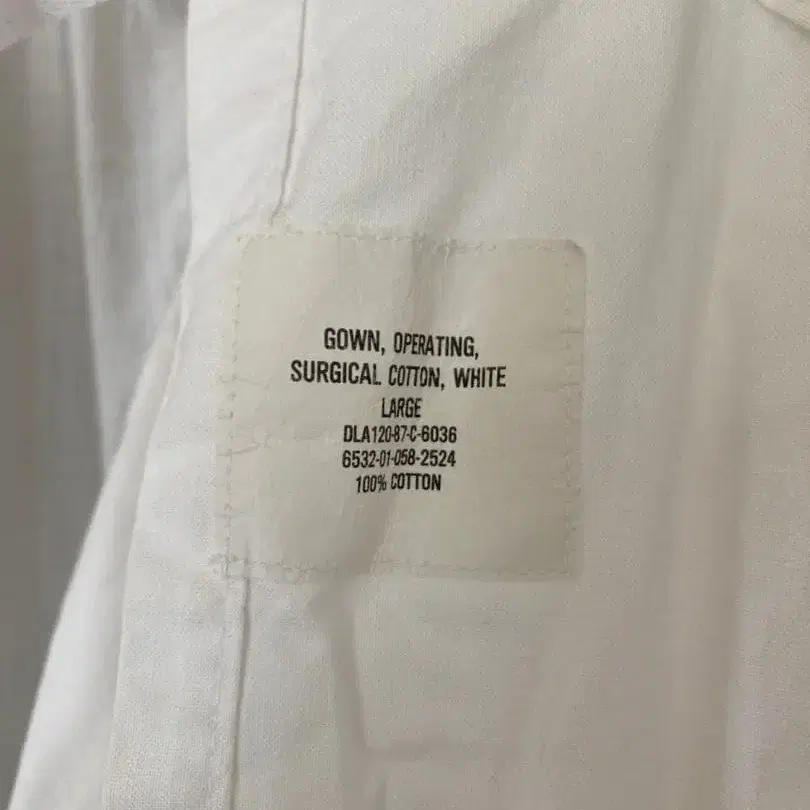 GOWN, OPERATING,
SURGICAL COTTON, WHITE
LARGE
DLA120-87-C-6036
6532-01-058-2524
100% COTTON